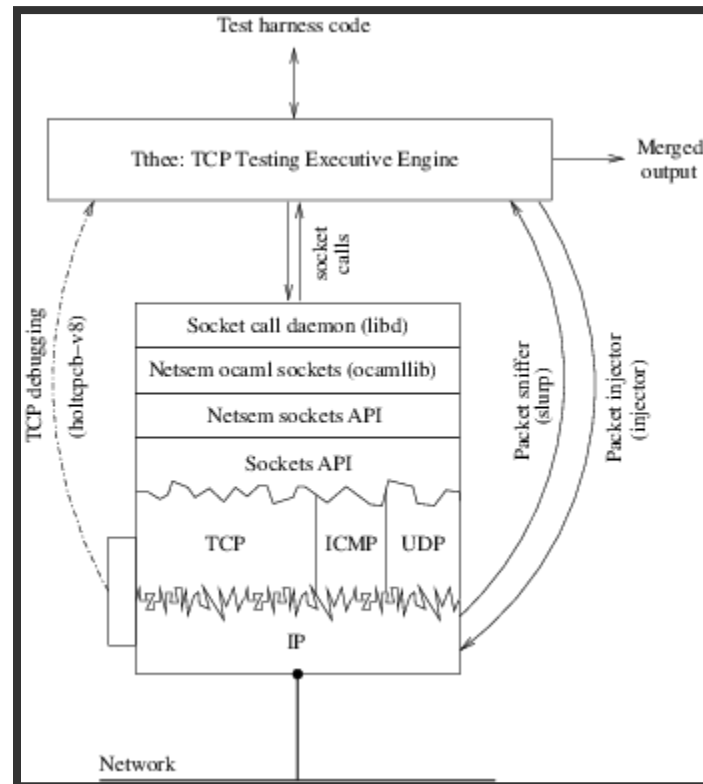 Test harness code
Tthee: TCP Testing Executive Engine
Merged
output
socket
calls
TCP debugging
(holtcpcb-v8)
Socket call daemon (libd)
Netsem ocaml sockets (ocamllib)
Netsem sockets API
Sockets API
Packet sniffer
(slurp)
Packet injector
(injector)
TCP
ICMP
UDP
IP
Network